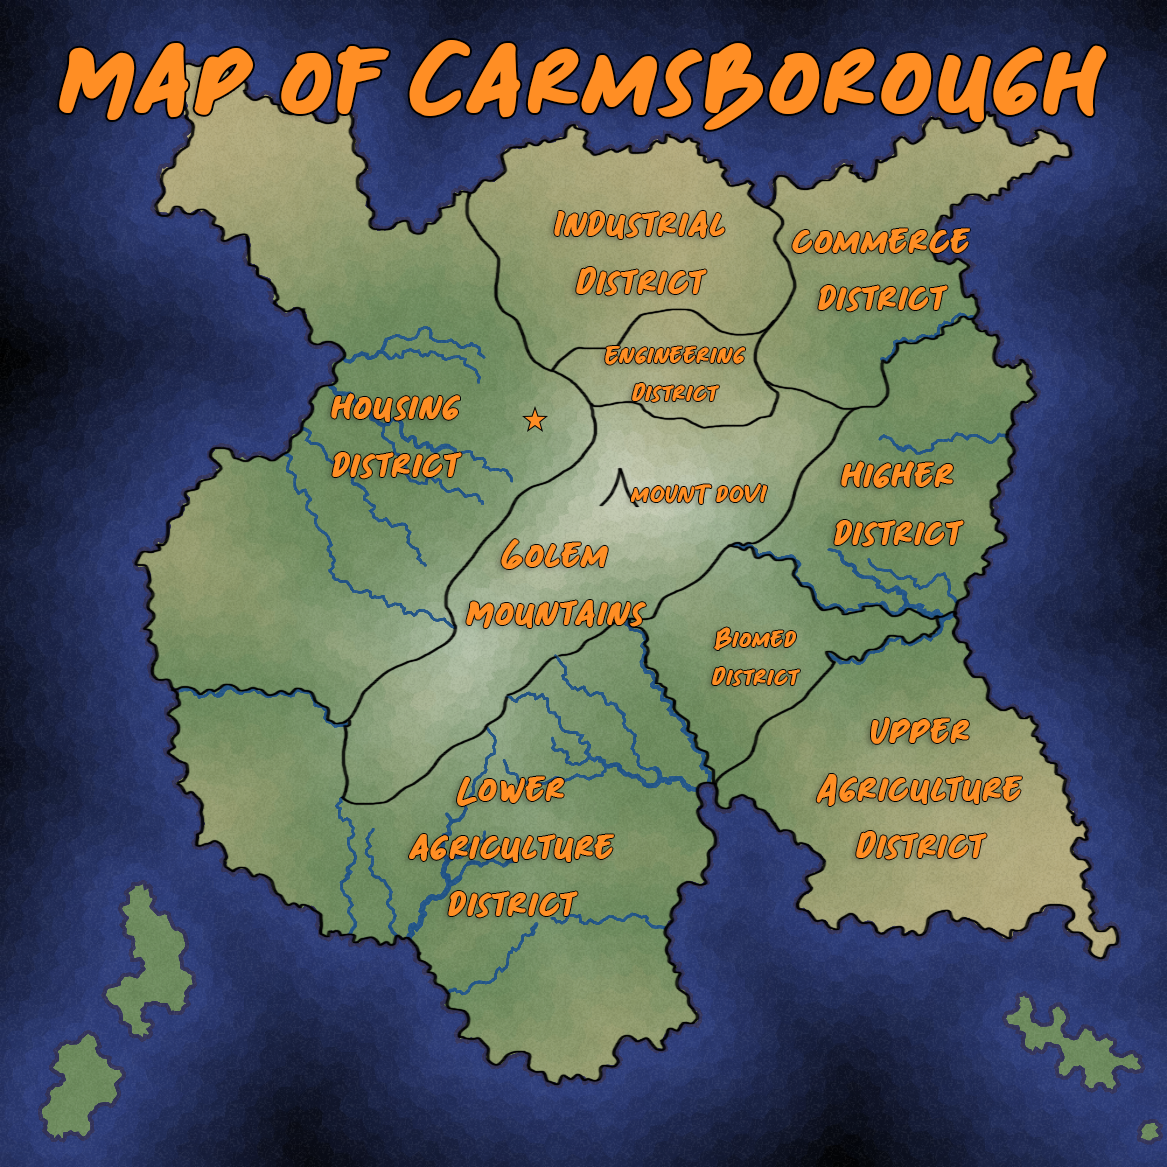 Map of Carmsborough
Industrial
District
Commerce
District
Engineering
District
Housing
District
Higher
District
Mount Dovi
Golem
Mountains
Biomed
District
Upper
Agriculture
District
Lower
Agriculture
District